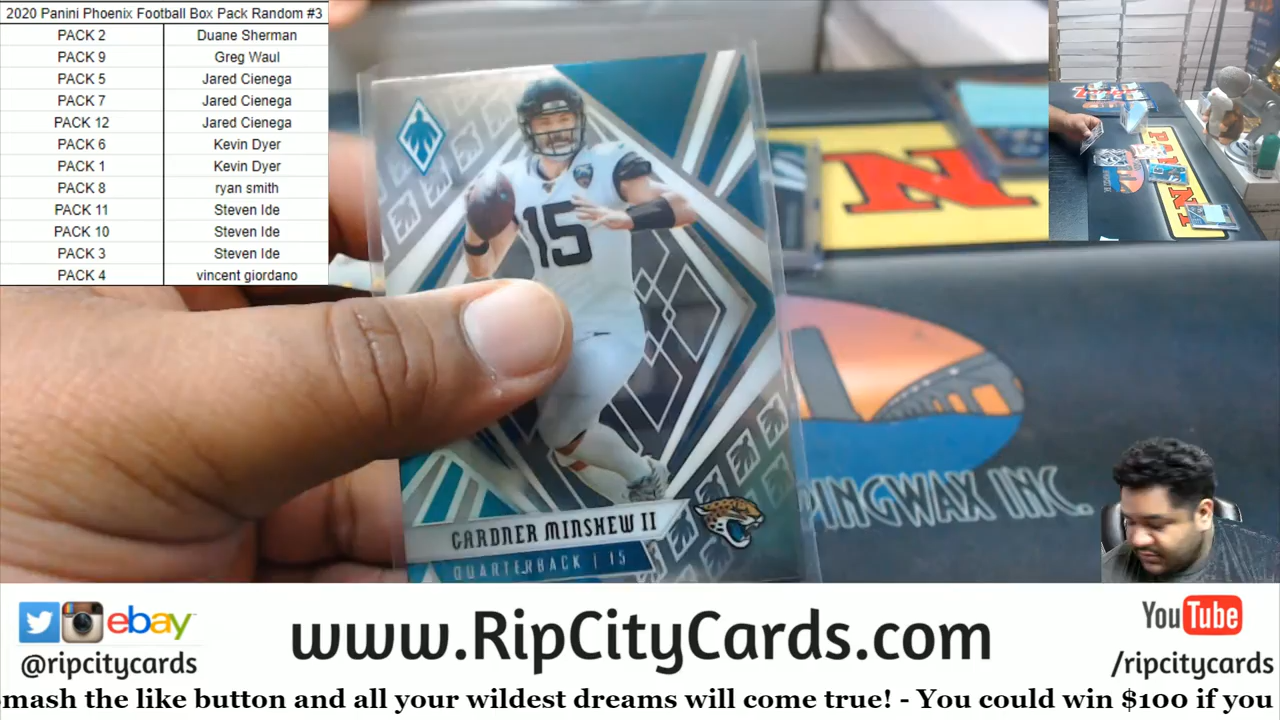 2020 Panini Phoenix Football Box Pack Random #3
PACK 2 Duane Sherman
PACK 9 Greg Waul
PACK 5 Jared Cienega
PACK 7 Jared Cienega
PACK 12 Jared Cienega
PACK 6 Kevin Dyer
PACK 1 Kevin Dyer
PACK 8 ryan smith
PACK 11 Steven Ide
PACK 10 Steven Ide
PACK 3 Steven Ide
PACK 4 vincent giordano
15
GARDNER MINSHEW II
QUARTERBACK | 15
N
PINGWAX INC.
PANINI
ebay
@ripcitycards
www.RipCityCards.com
YouTube
/ripcitycards
mash the like button and all your wildest dreams will come true! - You could win $100 if you